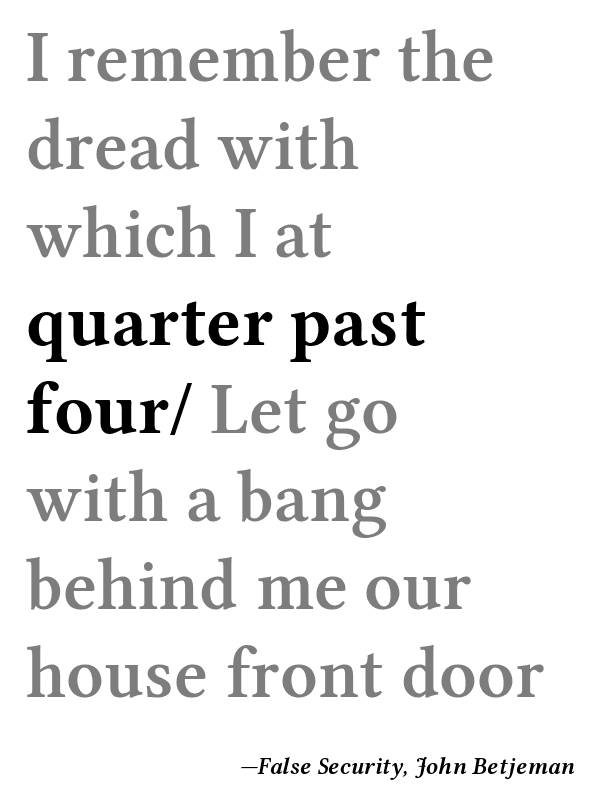 I remember the
dread with
which I at
quarter past
four/ Let go
with a bang
behind me our
house front door
—False Security, John Betjeman